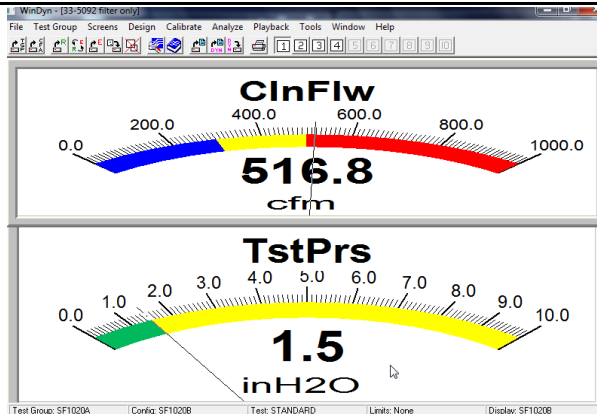 WinDyn - [33-5092 filter only]
File Test Group Screens Design Calibrate Analyze Playback Tools Window Help
1 2 3 4 5 6 7 8 9 10
ClnFlw
0.0 200.0 400.0 600.0 800.0 1000.0
516.8
cfm
TstPrs
0.0 1.0 2.0 3.0 4.0 5.0 6.0 7.0 8.0 9.0 10.0
1.5
inH2O
Test Group: SF1020A Config: SF1020B Test: STANDARD Limits: None Display: SF1020B